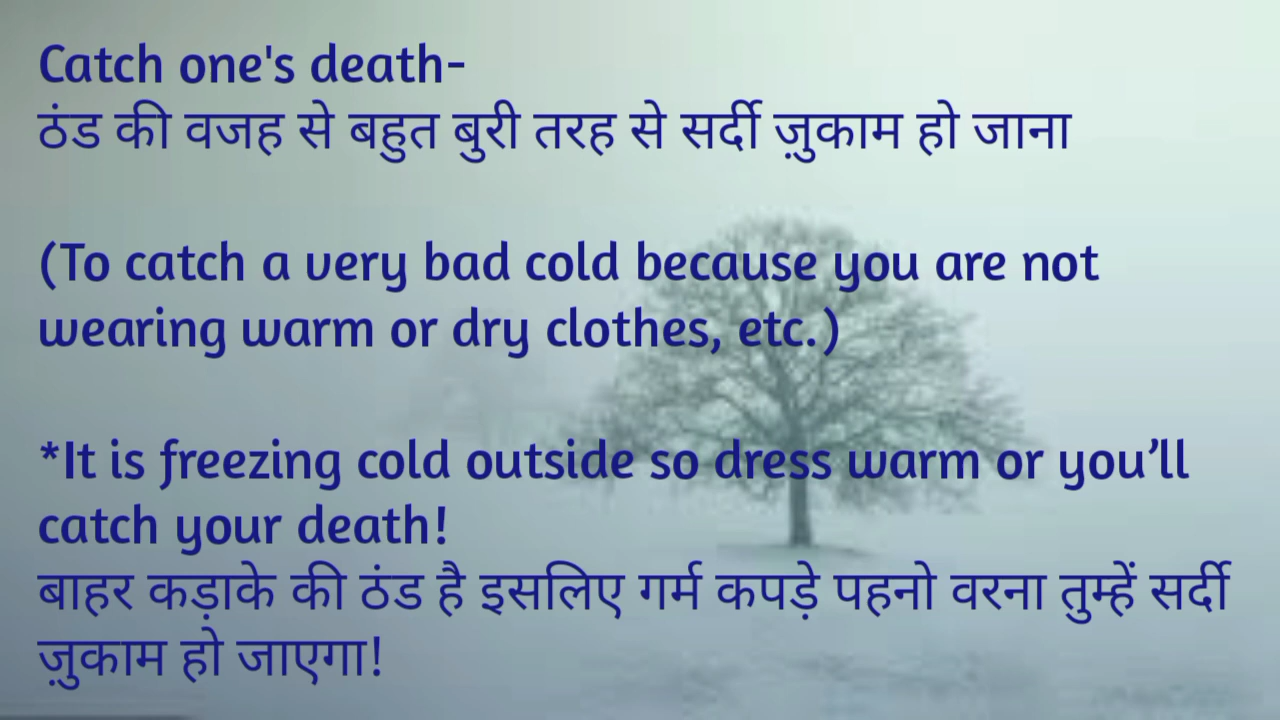 Catch one's death-
ठंड की वजह से बहुत बुरी तरह से सर्दी ज़ुकाम हो जाना
(To catch a very bad cold because you are not
wearing warm or dry clothes, etc.)
*It is freezing cold outside so dress warm or you’ll
catch your death!
बाहर कड़ाके की ठंड है इसलिए गर्म कपड़े पहनो वरना तुम्हें सर्दी
ज़ुकाम हो जाएगा!